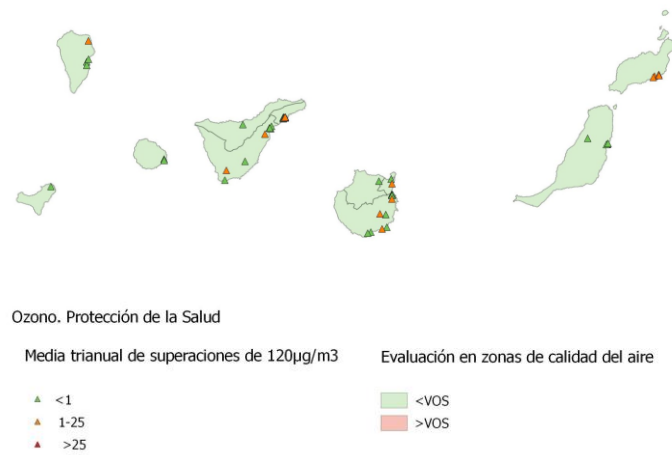 Ozono. Protección de la Salud
Media trianual de superaciones de 120µg/m3
<1
1-25
>25
Evaluación en zonas de calidad del aire
<VOS
>VOS